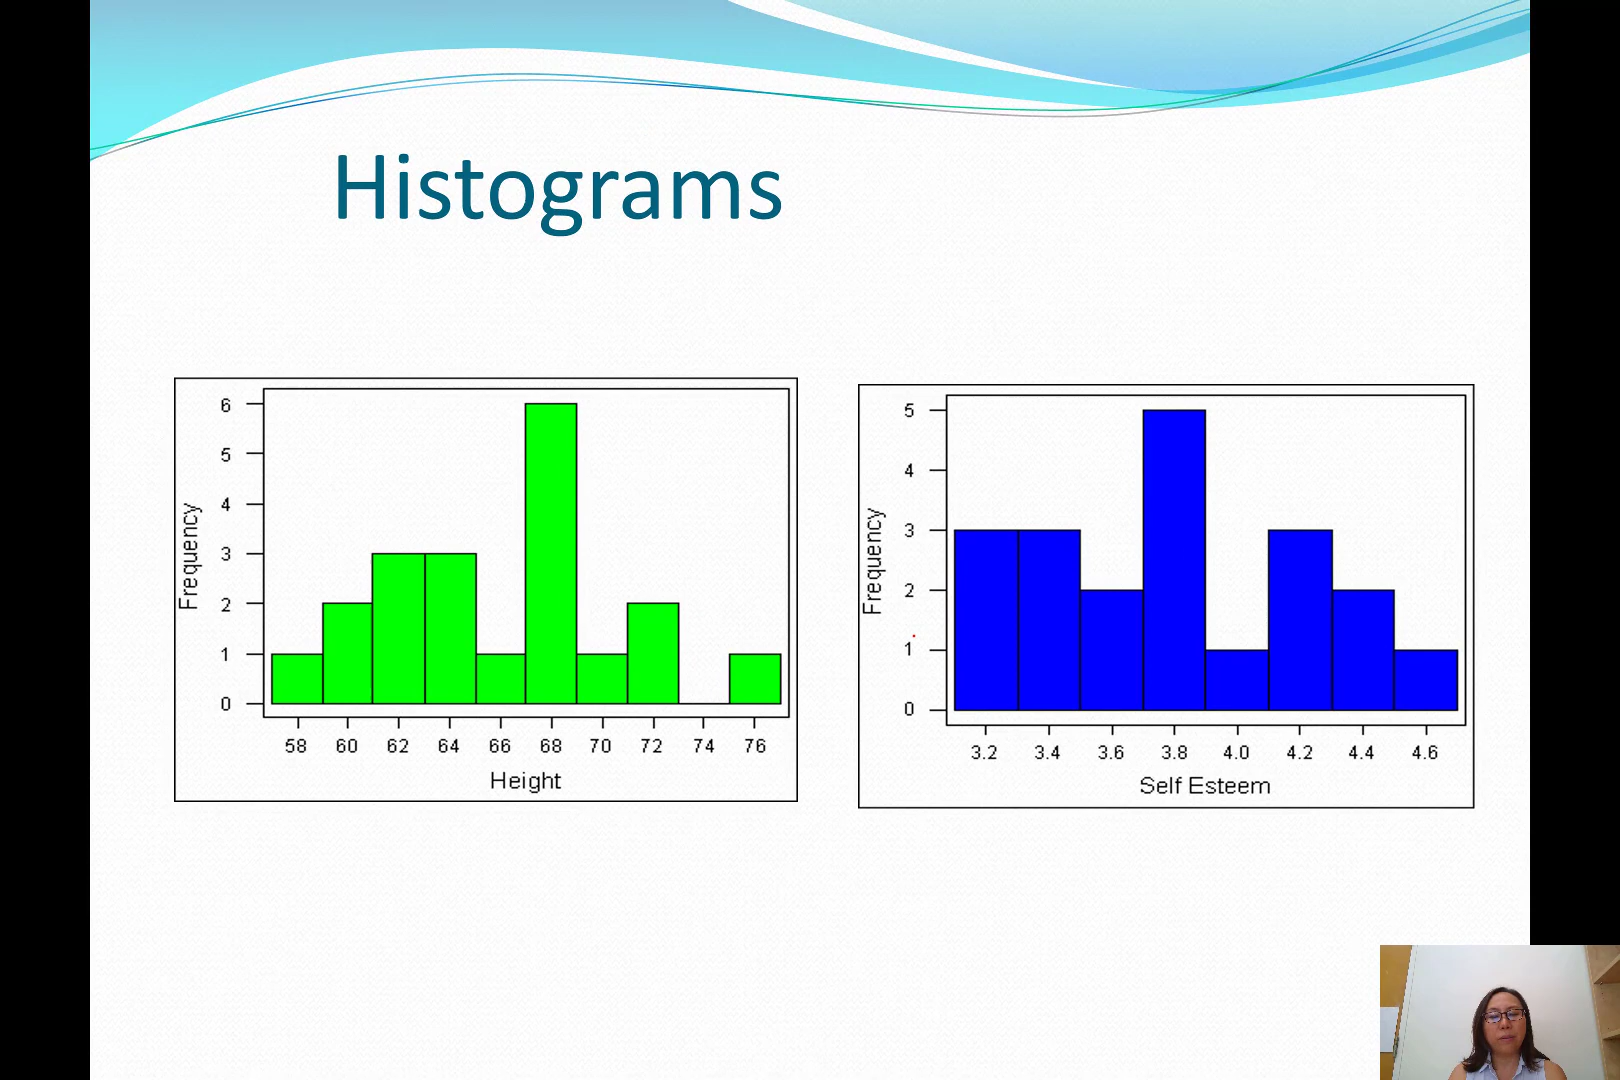 Histograms
6
5
4
3
2
1
0
Frequency
58 60 62 64 66 68 70 72 74 76
Height
5
4
3
2
1
0
Frequency
3.2 3.4 3.6 3.8 4.0 4.2 4.4 4.6
Self Esteem